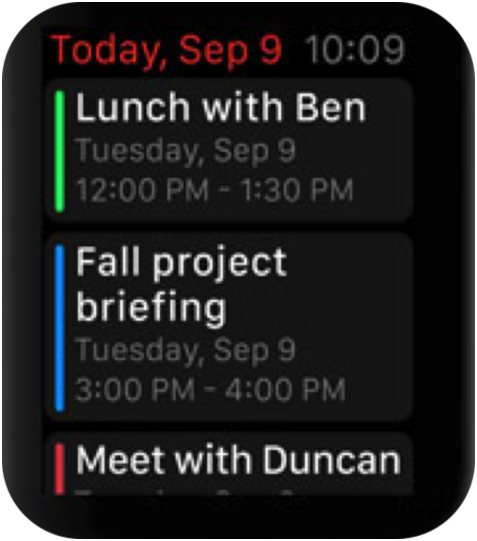 Today, Sep 9 10:09
Lunch with Ben
Tuesday, Sep 9
12:00 PM - 1:30 PM
Fall project
briefing
Tuesday, Sep 9
3:00 PM - 4:00 PM
Meet with Duncan